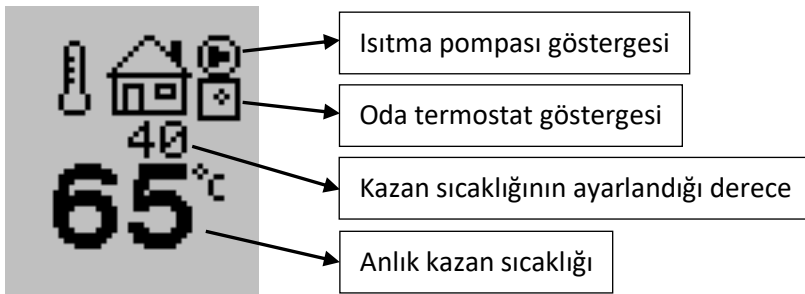 Isıtma pompası göstergesi
Oda termostat göstergesi
40
Kazan sıcaklığının ayarlandığı derece
65°C
Anlık kazan sıcaklığı